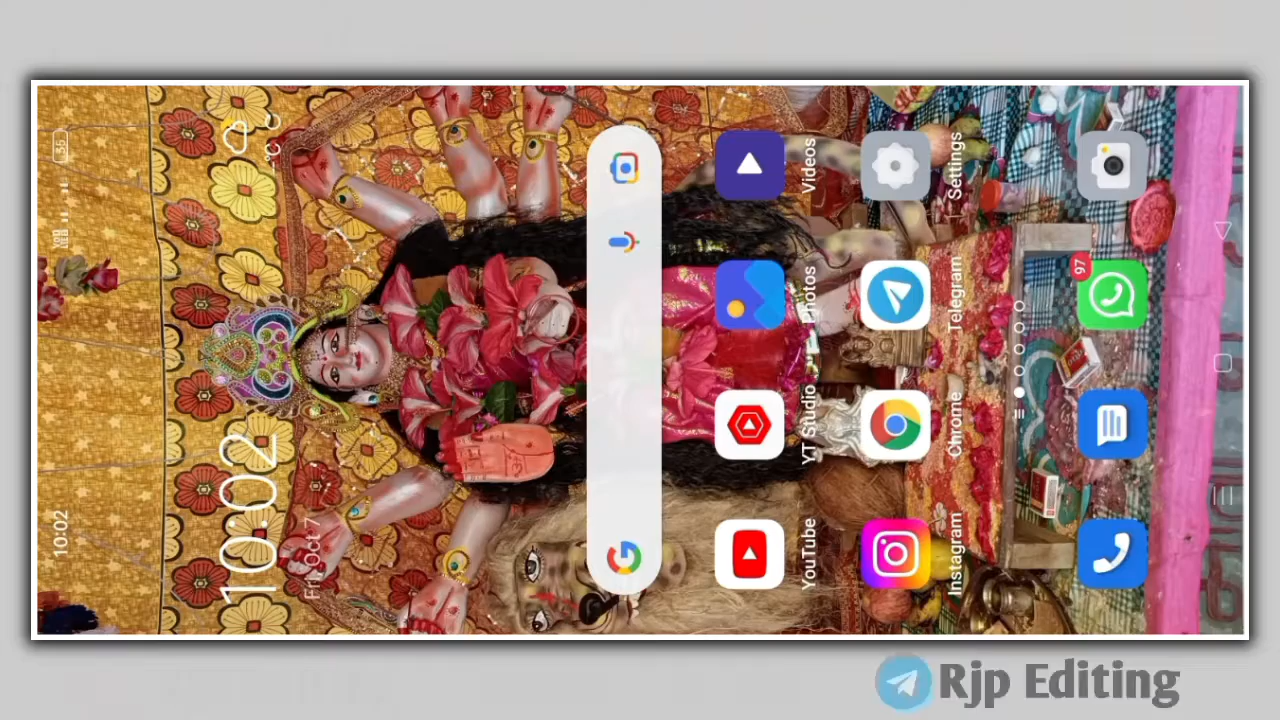 10:02
35
10:02
°C
Fri, Oct 7
YouTube
YT Studio
Photos
Videos
Instagram
Chrome
Telegram
Settings
97
Rjp Editing